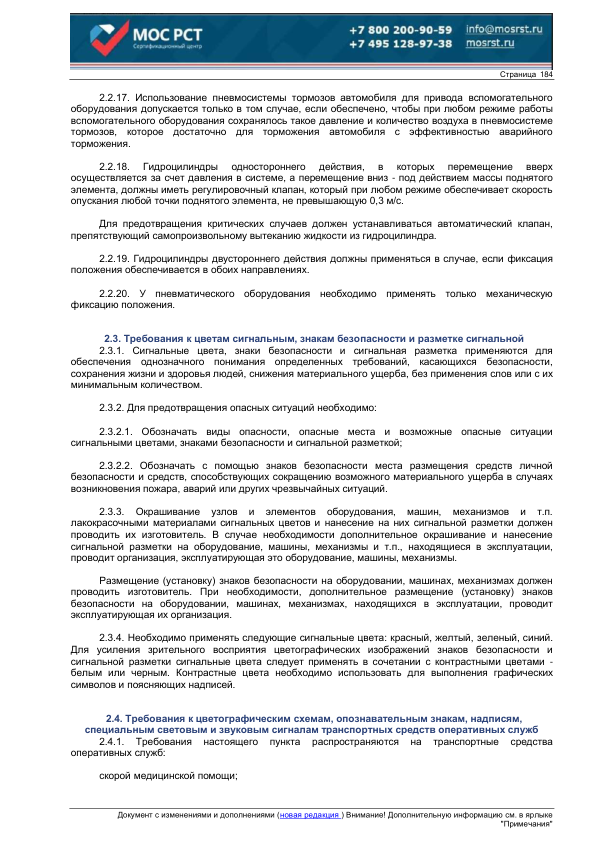 МОС РСТ
Сертификационный центр
+7 800 200-90-59
+7 495 128-97-38
info@mosrst.ru
mosrst.ru
Страница 184
2.2.17. Использование пневмосистемы тормозов автомобиля для привода вспомогательного
оборудования допускается только в том случае, если обеспечено, чтобы при любом режиме работы
вспомогательного оборудования сохранялось такое давление и количество воздуха в пневмосистеме
тормозов, которое достаточно для торможения автомобиля с эффективностью аварийного
торможения.
2.2.18. Гидроцилиндры одностороннего действия, в которых перемещение вверх
осуществляется за счет давления в системе, а перемещение вниз - под действием массы поднятого
элемента, должны иметь регулировочный клапан, который при любом режиме обеспечивает скорость
опускания любой точки поднятого элемента, не превышающую 0,3 м/с.
Для предотвращения критических случаев должен устанавливаться автоматический клапан,
препятствующий самопроизвольному вытеканию жидкости из гидроцилиндра.
2.2.19. Гидроцилиндры двустороннего действия должны применяться в случае, если фиксация
положения обеспечивается в обоих направлениях.
2.2.20. У пневматического оборудования необходимо применять только механическую
фиксацию положения.
2.3. Требования к цветам сигнальным, знакам безопасности и разметке сигнальной
2.3.1. Сигнальные цвета, знаки безопасности и сигнальная разметка применяются для
обеспечения однозначного понимания определенных требований, касающихся безопасности,
сохранения жизни и здоровья людей, снижения материального ущерба, без применения слов или с их
минимальным количеством.
2.3.2. Для предотвращения опасных ситуаций необходимо:
2.3.2.1. Обозначать виды опасности, опасные места и возможные опасные ситуации
сигнальными цветами, знаками безопасности и сигнальной разметкой;
2.3.2.2. Обозначать с помощью знаков безопасности места размещения средств личной
безопасности и средств, способствующих сокращению возможного материального ущерба в случаях
возникновения пожара, аварий или других чрезвычайных ситуаций.
2.3.3. Окрашивание узлов и элементов оборудования, машин, механизмов и т.п.
лакокрасочными материалами сигнальных цветов и нанесение на них сигнальной разметки должен
проводить их изготовитель. В случае необходимости дополнительное окрашивание и нанесение
сигнальной разметки на оборудование, машины, механизмы и т.п., находящиеся в эксплуатации,
проводит организация, эксплуатирующая это оборудование, машины, механизмы.
Размещение (установку) знаков безопасности на оборудовании, машинах, механизмах должен
проводить изготовитель. При необходимости, дополнительное размещение (установку) знаков
безопасности на оборудовании, машинах, механизмах, находящихся в эксплуатации, проводит
эксплуатирующая их организация.
2.3.4. Необходимо применять следующие сигнальные цвета: красный, желтый, зеленый, синий.
Для усиления зрительного восприятия цветографических изображений знаков безопасности и
сигнальной разметки сигнальные цвета следует применять в сочетании с контрастными цветами -
белым или черным. Контрастные цвета необходимо использовать для выполнения графических
символов и поясняющих надписей.
2.4. Требования к цветографическим схемам, опознавательным знакам, надписям,
специальным световым и звуковым сигналам транспортных средств оперативных служб
2.4.1. Требования настоящего пункта распространяются на транспортные средства
оперативных служб:
скорой медицинской помощи;
Документ с изменениями и дополнениями (новая редакция ) Внимание! Дополнительную информацию см. в ярлыке
"Примечания"